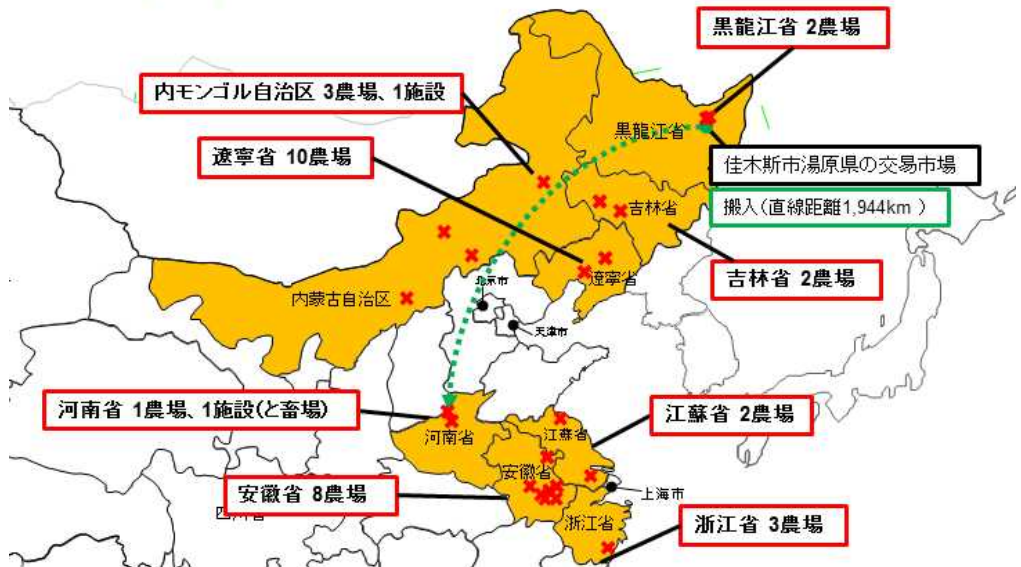 黒龍江省 2農場
内モンゴル自治区 3農場、1施設
黒龍江省
遼寧省 10農場
佳木斯市湯原県の交易市場
搬入(直線距離1,944km )
吉林省
吉林省 2農場
遼寧省
北京市
内蒙古自治区
天津市
河南省 1農場、1施設(と畜場)
江蘇省 2農場
河南省
江蘇省
安徽省
安徽省 8農場
上海市
四川省
浙江省
浙江省 3農場